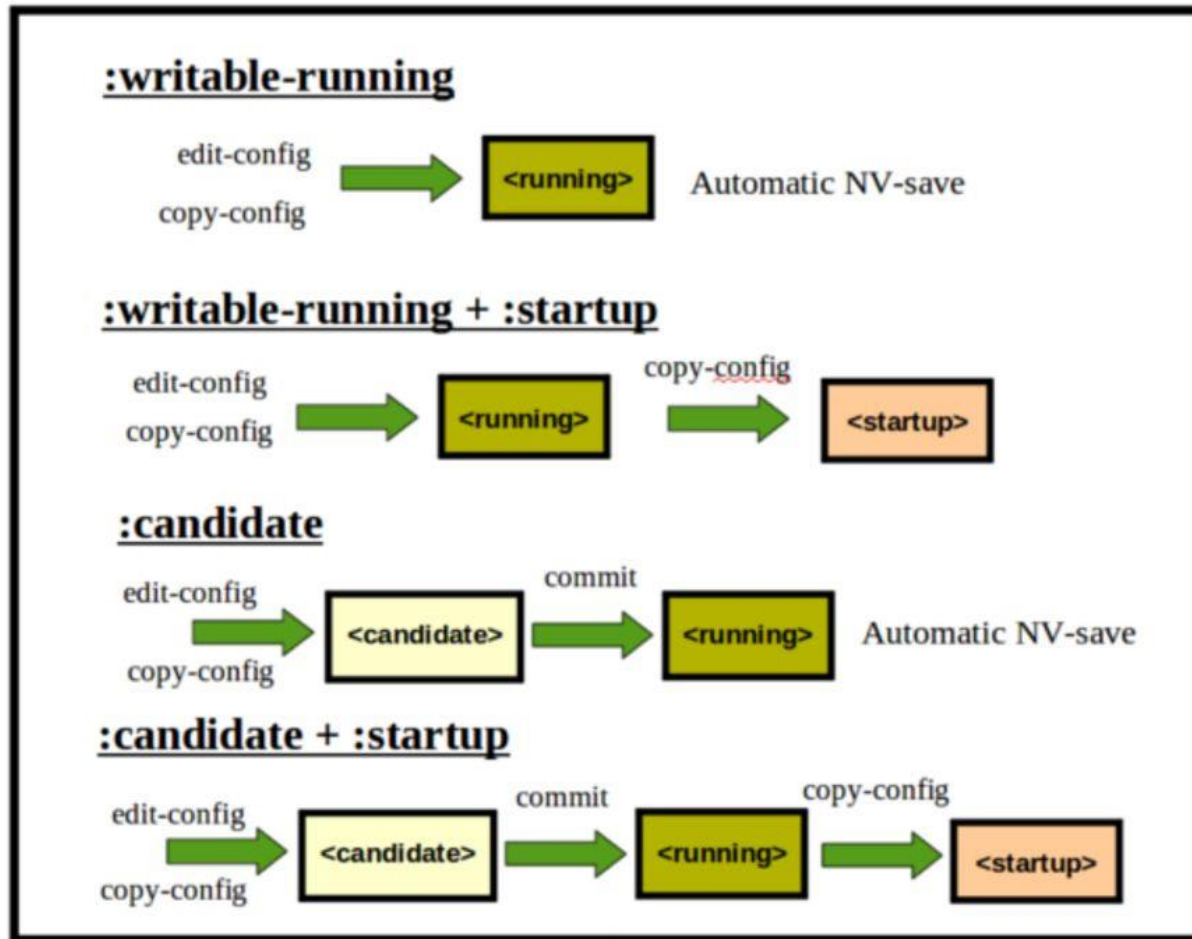 :writable-running
edit-config
<running>
Automatic NV-save
copy-config
:writable-running + :startup
copy-config
edit-config
<running>
<startup>
copy-config
:candidate
commit
edit-config
<candidate>
<running>
Automatic NV-save
copy-config
:candidate + :startup
commit
copy-config
edit-config
<candidate>
<running>
<startup>
copy-config